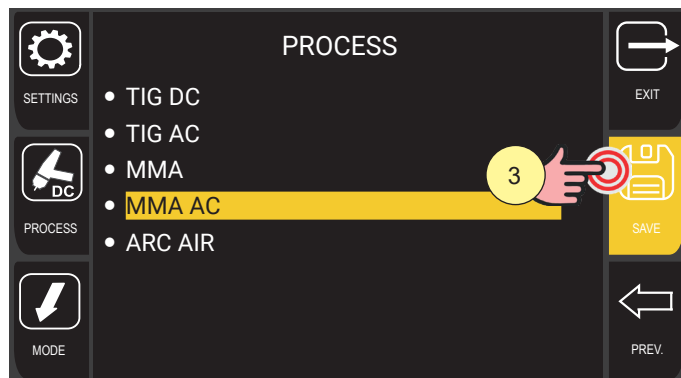 PROCESS
SETTINGS
EXIT
• TIG DC
• TIG AC
• MMA
3
DC
• MMA AC
PROCESS
SAVE
• ARC AIR
MODE
PREV.